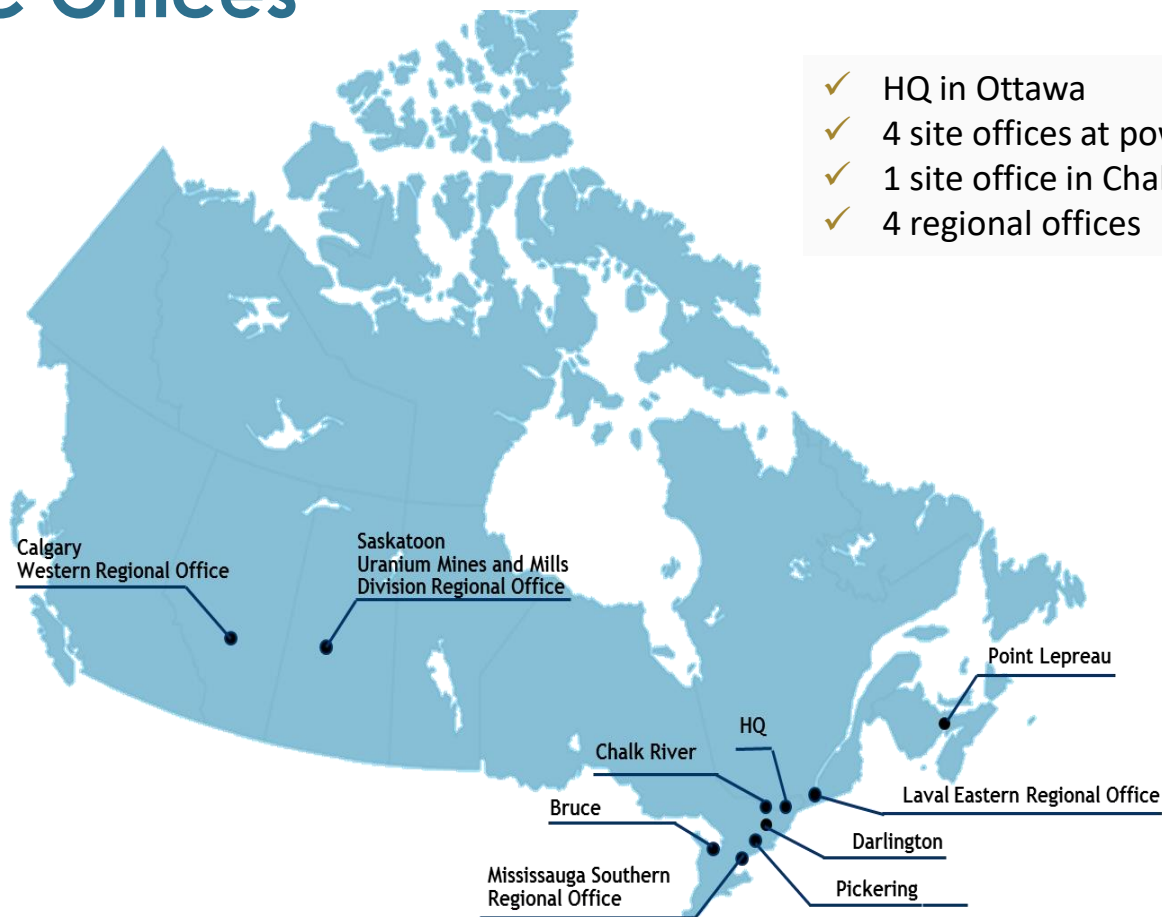 C Offices
HQ in Ottawa
4 site offices at
1 site office in
4 regional offices
Calgary
Western Regional Office
Saskatoon
Uranium Mines and Mills
Division Regional Office
Point Lepreau
HQ
Chalk River
Laval Eastern Regional Office
Bruce
Darlington
Mississauga Southern
Regional Office
Pickering